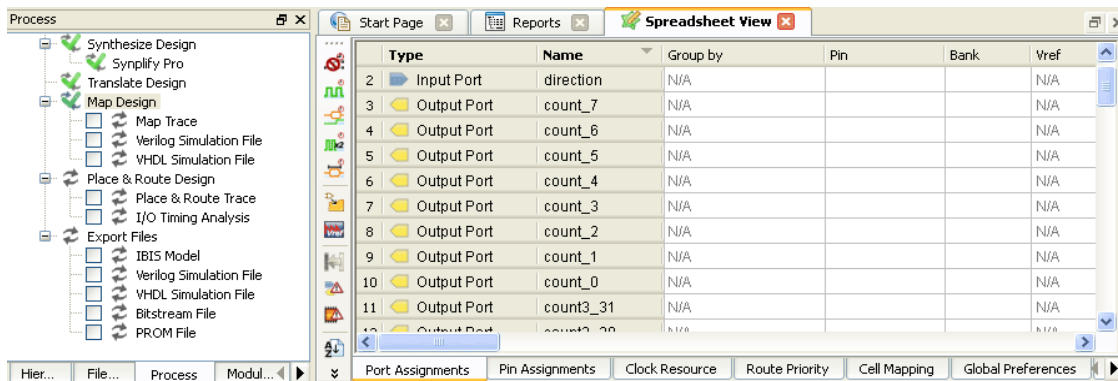 Process
Synthesize Design
Synplify Pro
Translate Design
Map Design
Map Trace
Verilog Simulation File
VHDL Simulation File
Place & Route Design
Place & Route Trace
I/O Timing Analysis
Export Files
IBIS Model
Verilog Simulation File
VHDL Simulation File
Bitstream File
PROM File
Hier... File... Process Modul...
Start Page Reports Spreadsheet View
Type Name Group by Pin Bank Vref
2 Input Port direction N/A N/A
3 Output Port count_7 N/A N/A
4 Output Port count_6 N/A N/A
5 Output Port count_5 N/A N/A
6 Output Port count_4 N/A N/A
7 Output Port count_3 N/A N/A
8 Output Port count_2 N/A N/A
9 Output Port count_1 N/A N/A
10 Output Port count_0 N/A N/A
11 Output Port count3_31 N/A N/A
Output Port N/A N/A
Port Assignments Pin Assignments Clock Resource Route Priority Cell Mapping Global Preferences